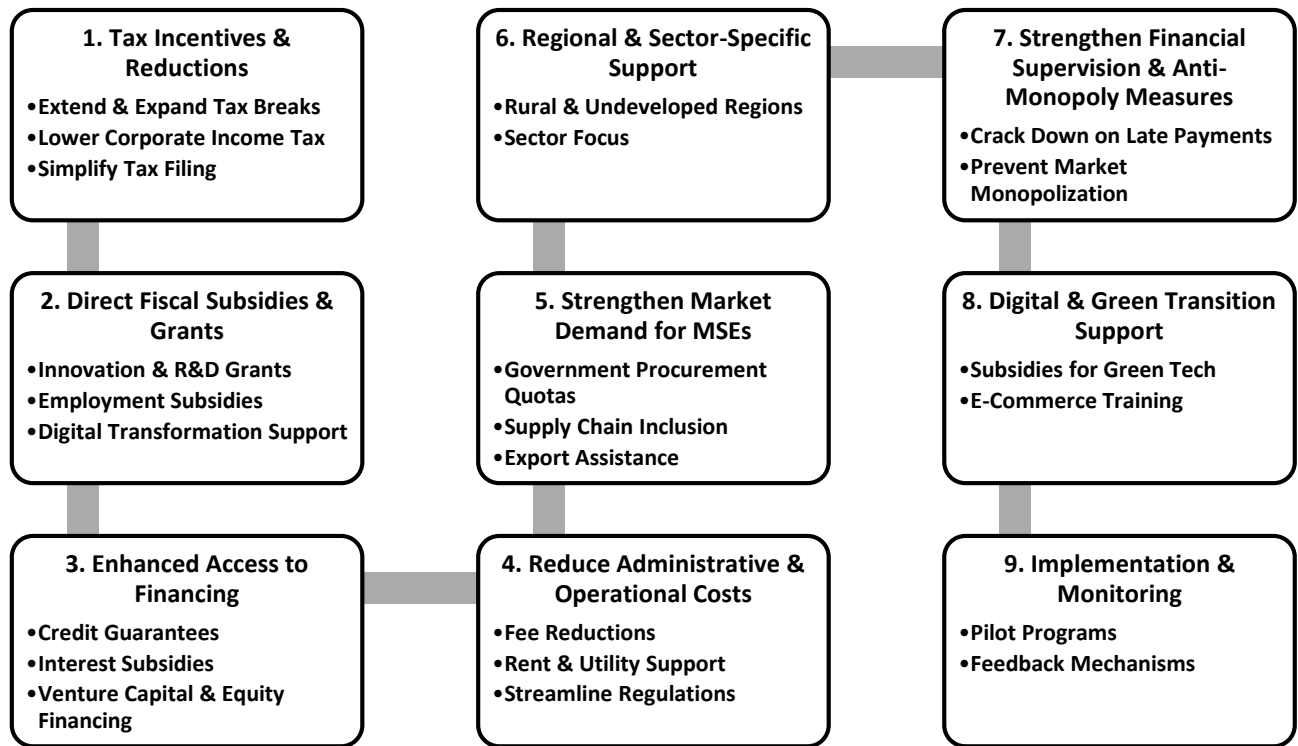 1. Tax Incentives &
Reductions
•Extend & Expand Tax Breaks
•Lower Corporate Income Tax
•Simplify Tax Filing
2. Direct Fiscal Subsidies &
Grants
•Innovation & R&D Grants
•Employment Subsidies
•Digital Transformation Support
3. Enhanced Access to
Financing
•Credit Guarantees
•Interest Subsidies
•Venture Capital & Equity
Financing
4. Reduce Administrative &
Operational Costs
•Fee Reductions
•Rent & Utility Support
•Streamline Regulations
5. Strengthen Market
Demand for MSEs
•Government Procurement
Quotas
•Supply Chain Inclusion
•Export Assistance
6. Regional & Sector-Specific
Support
•Rural & Undeveloped Regions
•Sector Focus
7. Strengthen Financial
Supervision & Anti-
Monopoly Measures
•Crack Down on Late Payments
•Prevent Market
Monopolization
8. Digital & Green Transition
Support
•Subsidies for Green Tech
•E-Commerce Training
9. Implementation &
Monitoring
•Pilot Programs
•Feedback Mechanisms